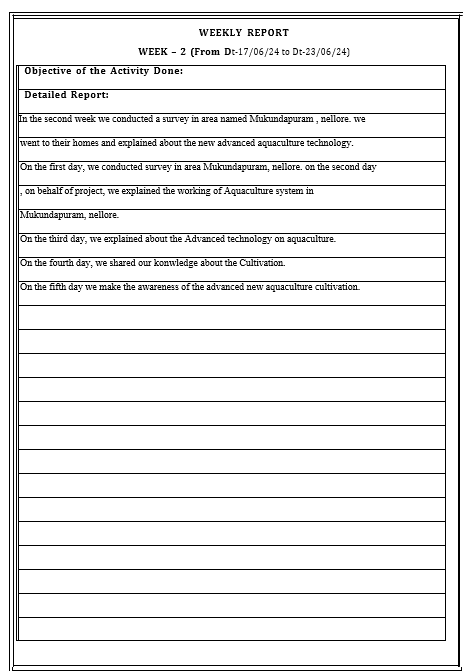 WEEKLY REPORT
WEEK – 2 (From Dt-17/06/24 to Dt-23/06/24)
Objective of the Activity Done:
Detailed Report:
In the second week we conducted a survey in area named Mukundapuram , nellore. we
went to their homes and explained about the new advanced aquaculture technology.
On the first day, we conducted survey in area Mukundapuram, nellore. on the second day
, on behalf of project, we explained the working of Aquaculture system in
Mukundapuram, nellore.
On the third day, we explained about the Advanced technology on aquaculture.
On the fourth day, we shared our konwledge about the Cultivation.
On the fifth day we make the awareness of the advanced new aquaculture cultivation.